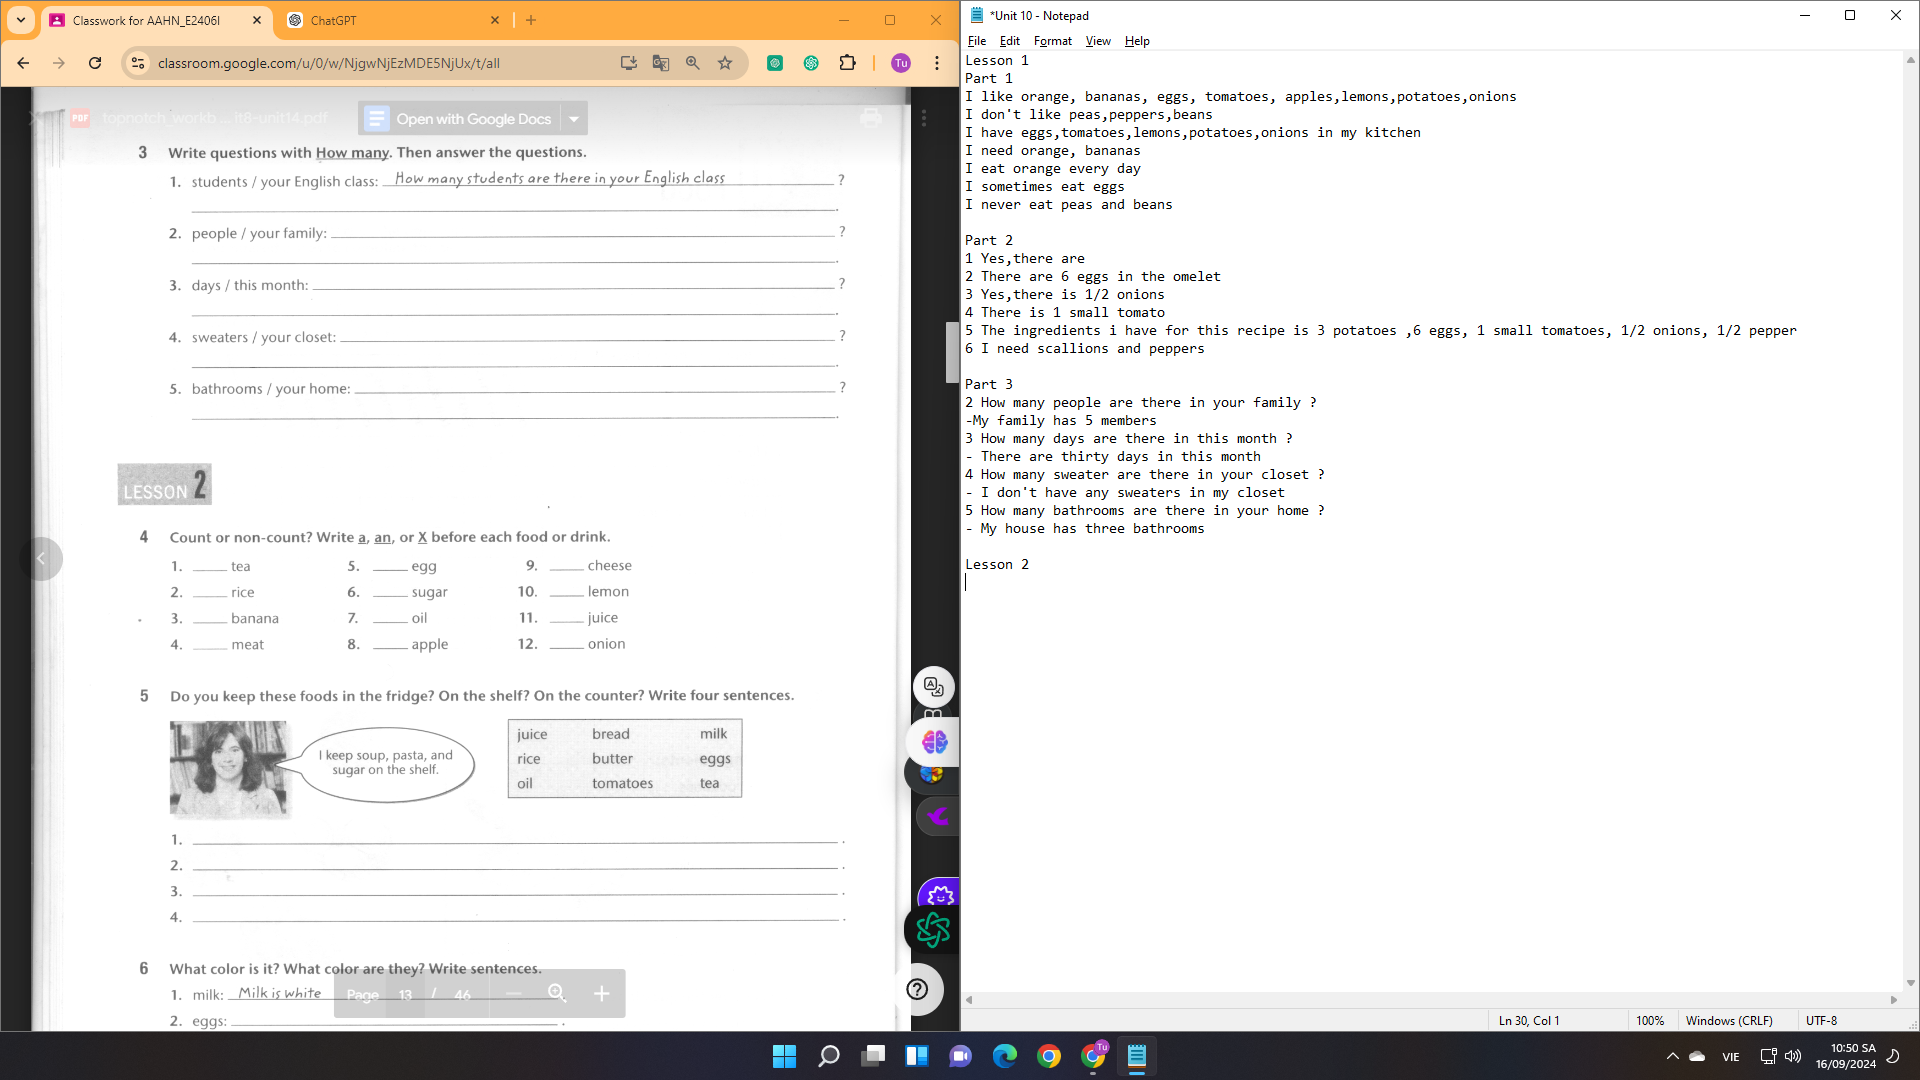 Classwork for AAHN_E2406I
ChatGPT
classroom.google.com/u/0/w/NjgwNjEzMDE5NjUx/t/all
Tu
PDF topnotch_workb... it8-unit14.pdf
Open with Google Docs
3 Write questions with How many. Then answer the questions.
1. students / your English class: How many students are there in your English class ?
.
2. people / your family: ?
.
3. days / this month: ?
.
4. sweaters / your closet: ?
.
5. bathrooms / your home: ?
.
LESSON 2
4 Count or non-count? Write a, an, or X before each food or drink.
1. ____ tea 5. ____ egg 9. ____ cheese
2. ____ rice 6. ____ sugar 10. ____ lemon
3. ____ banana 7. ____ oil 11. ____ juice
4. ____ meat 8. ____ apple 12. ____ onion
5 Do you keep these foods in the fridge? On the shelf? On the counter? Write four sentences.
I keep soup, pasta, and
sugar on the shelf.
juice bread milk
rice butter eggs
oil tomatoes tea
1. .
2. .
3. .
4. .
6 What color is it? What color are they? Write sentences.
1. milk: Milk is white
2. eggs: .
Page 13 / 46
*Unit 10 - Notepad
File Edit Format View Help
Lesson 1
Part 1
I like orange, bananas, eggs, tomatoes, apples,lemons,potatoes,onions
I don't like peas,peppers,beans
I have eggs,tomatoes,lemons,potatoes,onions in my kitchen
I need orange, bananas
I eat orange every day
I sometimes eat eggs
I never eat peas and beans
Part 2
1 Yes,there are
2 There are 6 eggs in the omelet
3 Yes,there is 1/2 onions
4 There is 1 small tomato
5 The ingredients i have for this recipe is 3 potatoes ,6 eggs, 1 small tomatoes, 1/2 onions, 1/2 pepper
6 I need scallions and peppers
Part 3
2 How many people are there in your family ?
-My family has 5 members
3 How many days are there in this month ?
- There are thirty days in this month
4 How many sweater are there in your closet ?
- I don't have any sweaters in my closet
5 How many bathrooms are there in your home ?
- My house has three bathrooms
Lesson 2
Ln 30, Col 1 100% Windows (CRLF) UTF-8
Tu
VIE
10:50 SA
16/09/2024